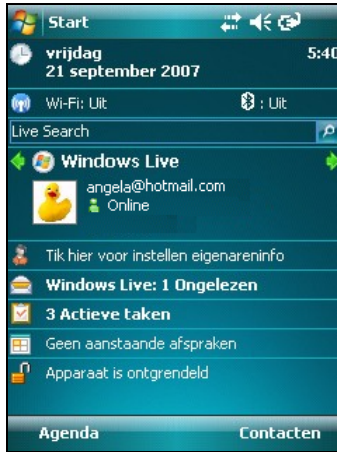 Start
vrijdag 5:40
21 september 2007
Wi-Fi: Uit : Uit
Live Search
Windows Live
angela@hotmail.com
Online
Tik hier voor instellen eigenareninfo
Windows Live: 1 Ongelezen
3 Actieve taken
Geen aanstaande afspraken
Apparaat is ontgrendeld
Agenda Contacten